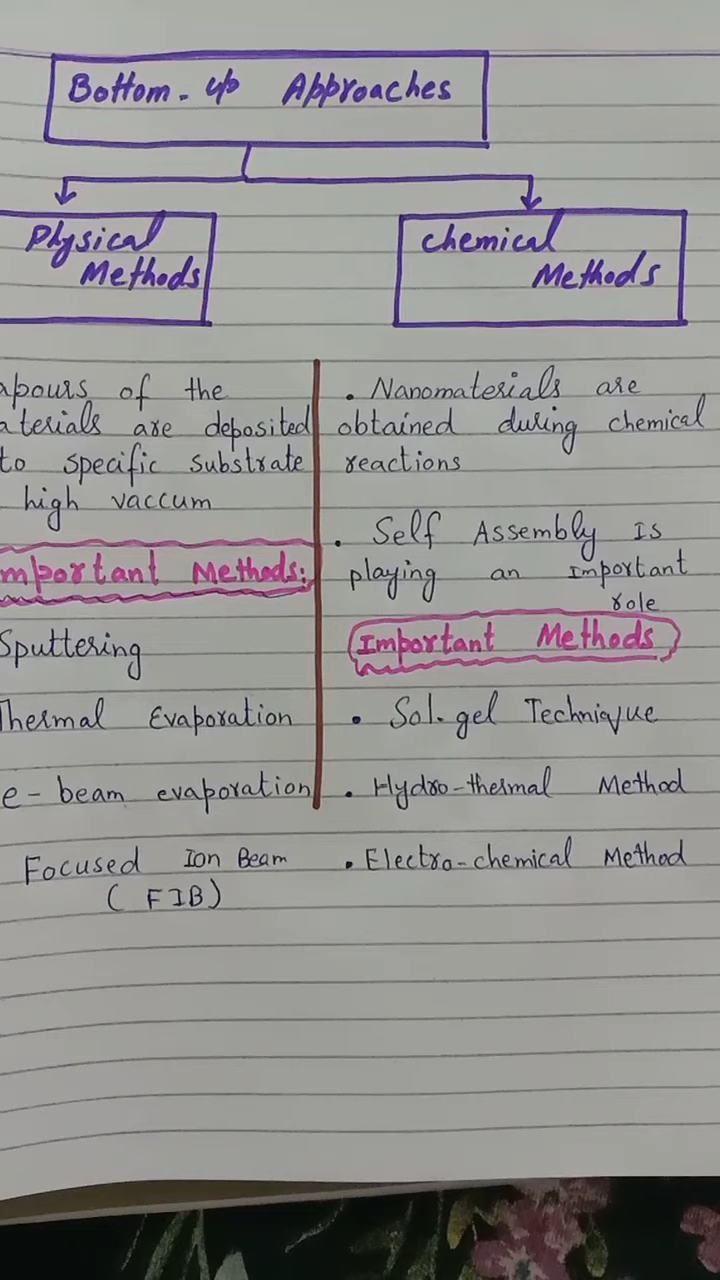 Bottom-up Approaches
Physical
Methods
apours of the
aterials are deposited
to specific substrate
high vaccum
mportant Methods:
Sputtering
Thermal Evaporation
e-beam evaporation
Focused Ion Beam
(FIB)
chemical
Methods
. Nanomaterials are
obtained during chemical
reactions
. Self Assembly Is
playing an Important
role
Important Methods
• Sol-gel Technique
. Hydro-thermal Method
. Electro-chemical Method